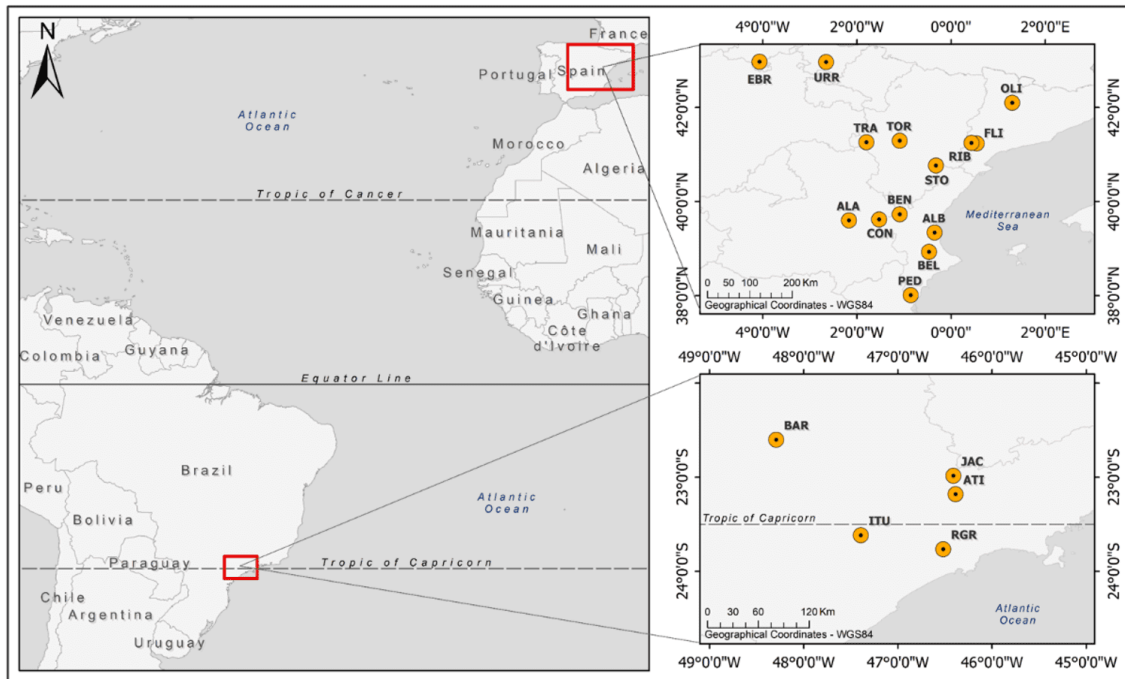 N
France
Portugal
Spain
Atlantic
Ocean
Morocco
Algeria
Tropic of Cancer
Mauritania
Mali
Senegal
Guinea
Ghana
Côte
d'Ivoire
Venezuela
Guyana
Colombia
Equator Line
Brazil
Peru
Bolivia
Atlantic
Ocean
Paraguay
Tropic of Capricorn
Chile
Argentina
Uruguay
4°0'0"W 2°0'0"W 0°0'0" 2°0'0"E
42°0'0"N
40°0'0"N
38°0'0"N
42°0'0"N
40°0'0"N
38°0'0"N
EBR
URR
OLI
TRA
TOR
FLI
RIB
STO
BEN
ALA
CON
ALB
BEL
PED
Mediterranean
Sea
0 50 100 200 Km
Geographical Coordinates - WGS84
4°0'0"W 2°0'0"W 0°0'0" 2°0'0"E
49°0'0"W 48°0'0"W 47°0'0"W 46°0'0"W 45°0'0"W
23°0'0"S
24°0'0"S
23°0'0"S
24°0'0"S
BAR
JAC
ATI
Tropic of Capricorn
ITU
RGR
0 30 60 120 Km
Atlantic
Ocean
Geographical Coordinates - WGS84
49°0'0"W 48°0'0"W 47°0'0"W 46°0'0"W 45°0'0"W